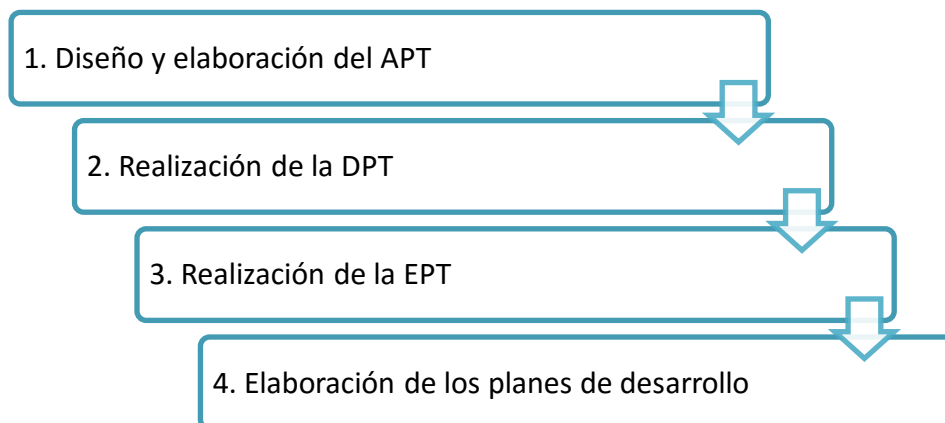 1. Diseño y elaboración del APT
2. Realización de la DPT
3. Realización de la EPT
4. Elaboración de los planes de desarrollo